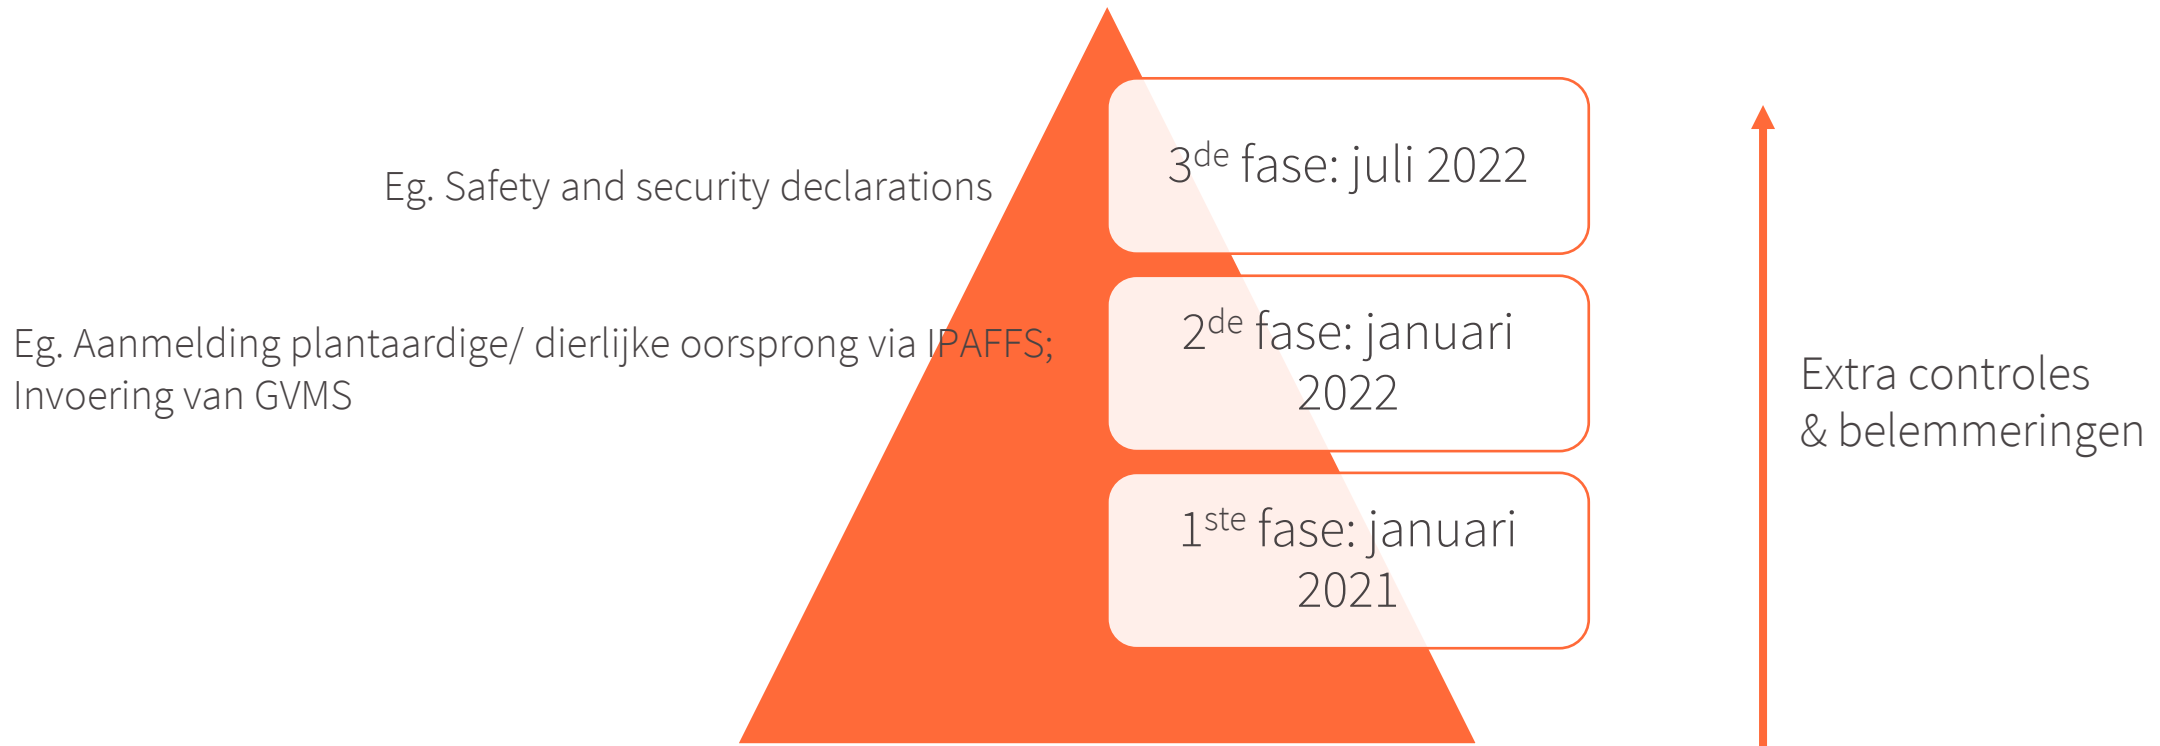 3de fase: juli 2022
Eg. Safety and security declarations
2de fase: januari
2022
Eg. Aanmelding plantaardige/ dierlijke oorsprong via IPAFFS;
Invoering van GVMS
Extra controles
& belemmeringen
1ste fase: januari
2021